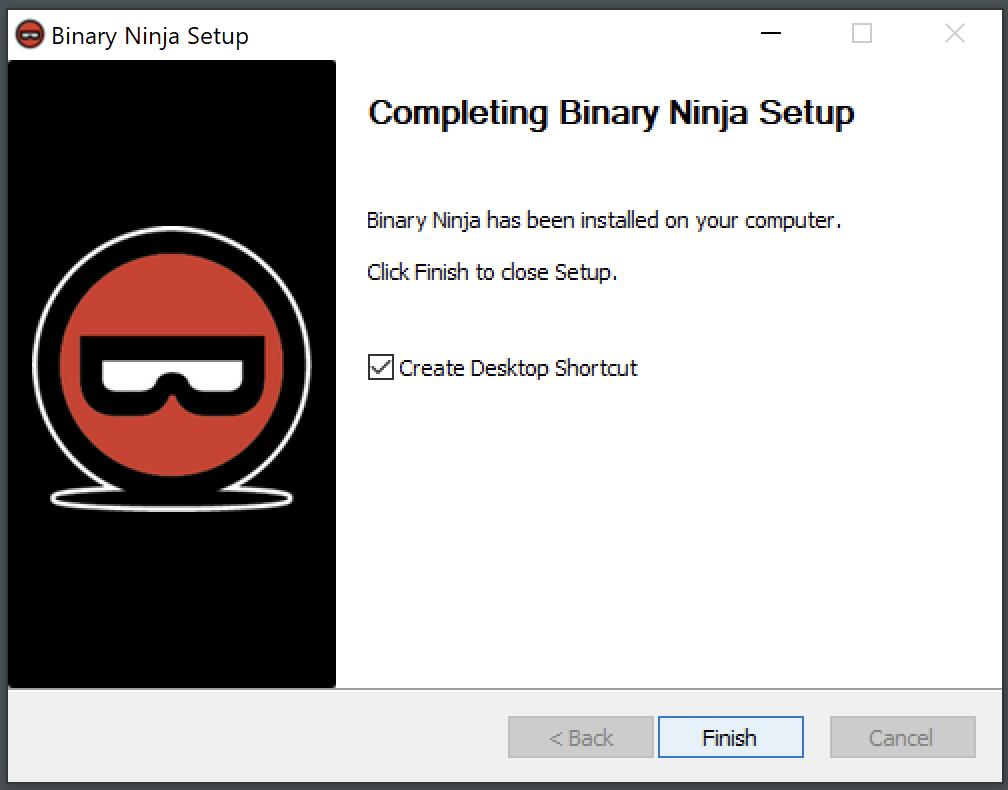 Binary Ninja Setup
Completing Binary Ninja Setup
Binary Ninja has been installed on your computer.
Click Finish to close Setup.
Create Desktop Shortcut
< Back Finish Cancel